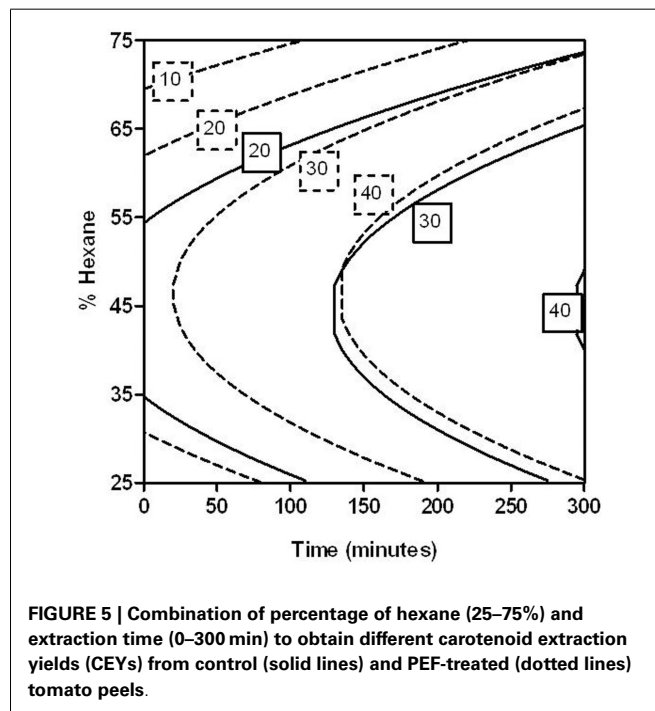 75
65
55
45
35
25
% Hexane
10
20
20
30
40
30
40
0 50 100 150 200 250 300
Time (minutes)
FIGURE 5 | Combination of percentage of hexane (25–75%) and
extraction time (0–300 min) to obtain different carotenoid extraction
yields (CEYs) from control (solid lines) and PEF-treated (dotted lines)
tomato peels.